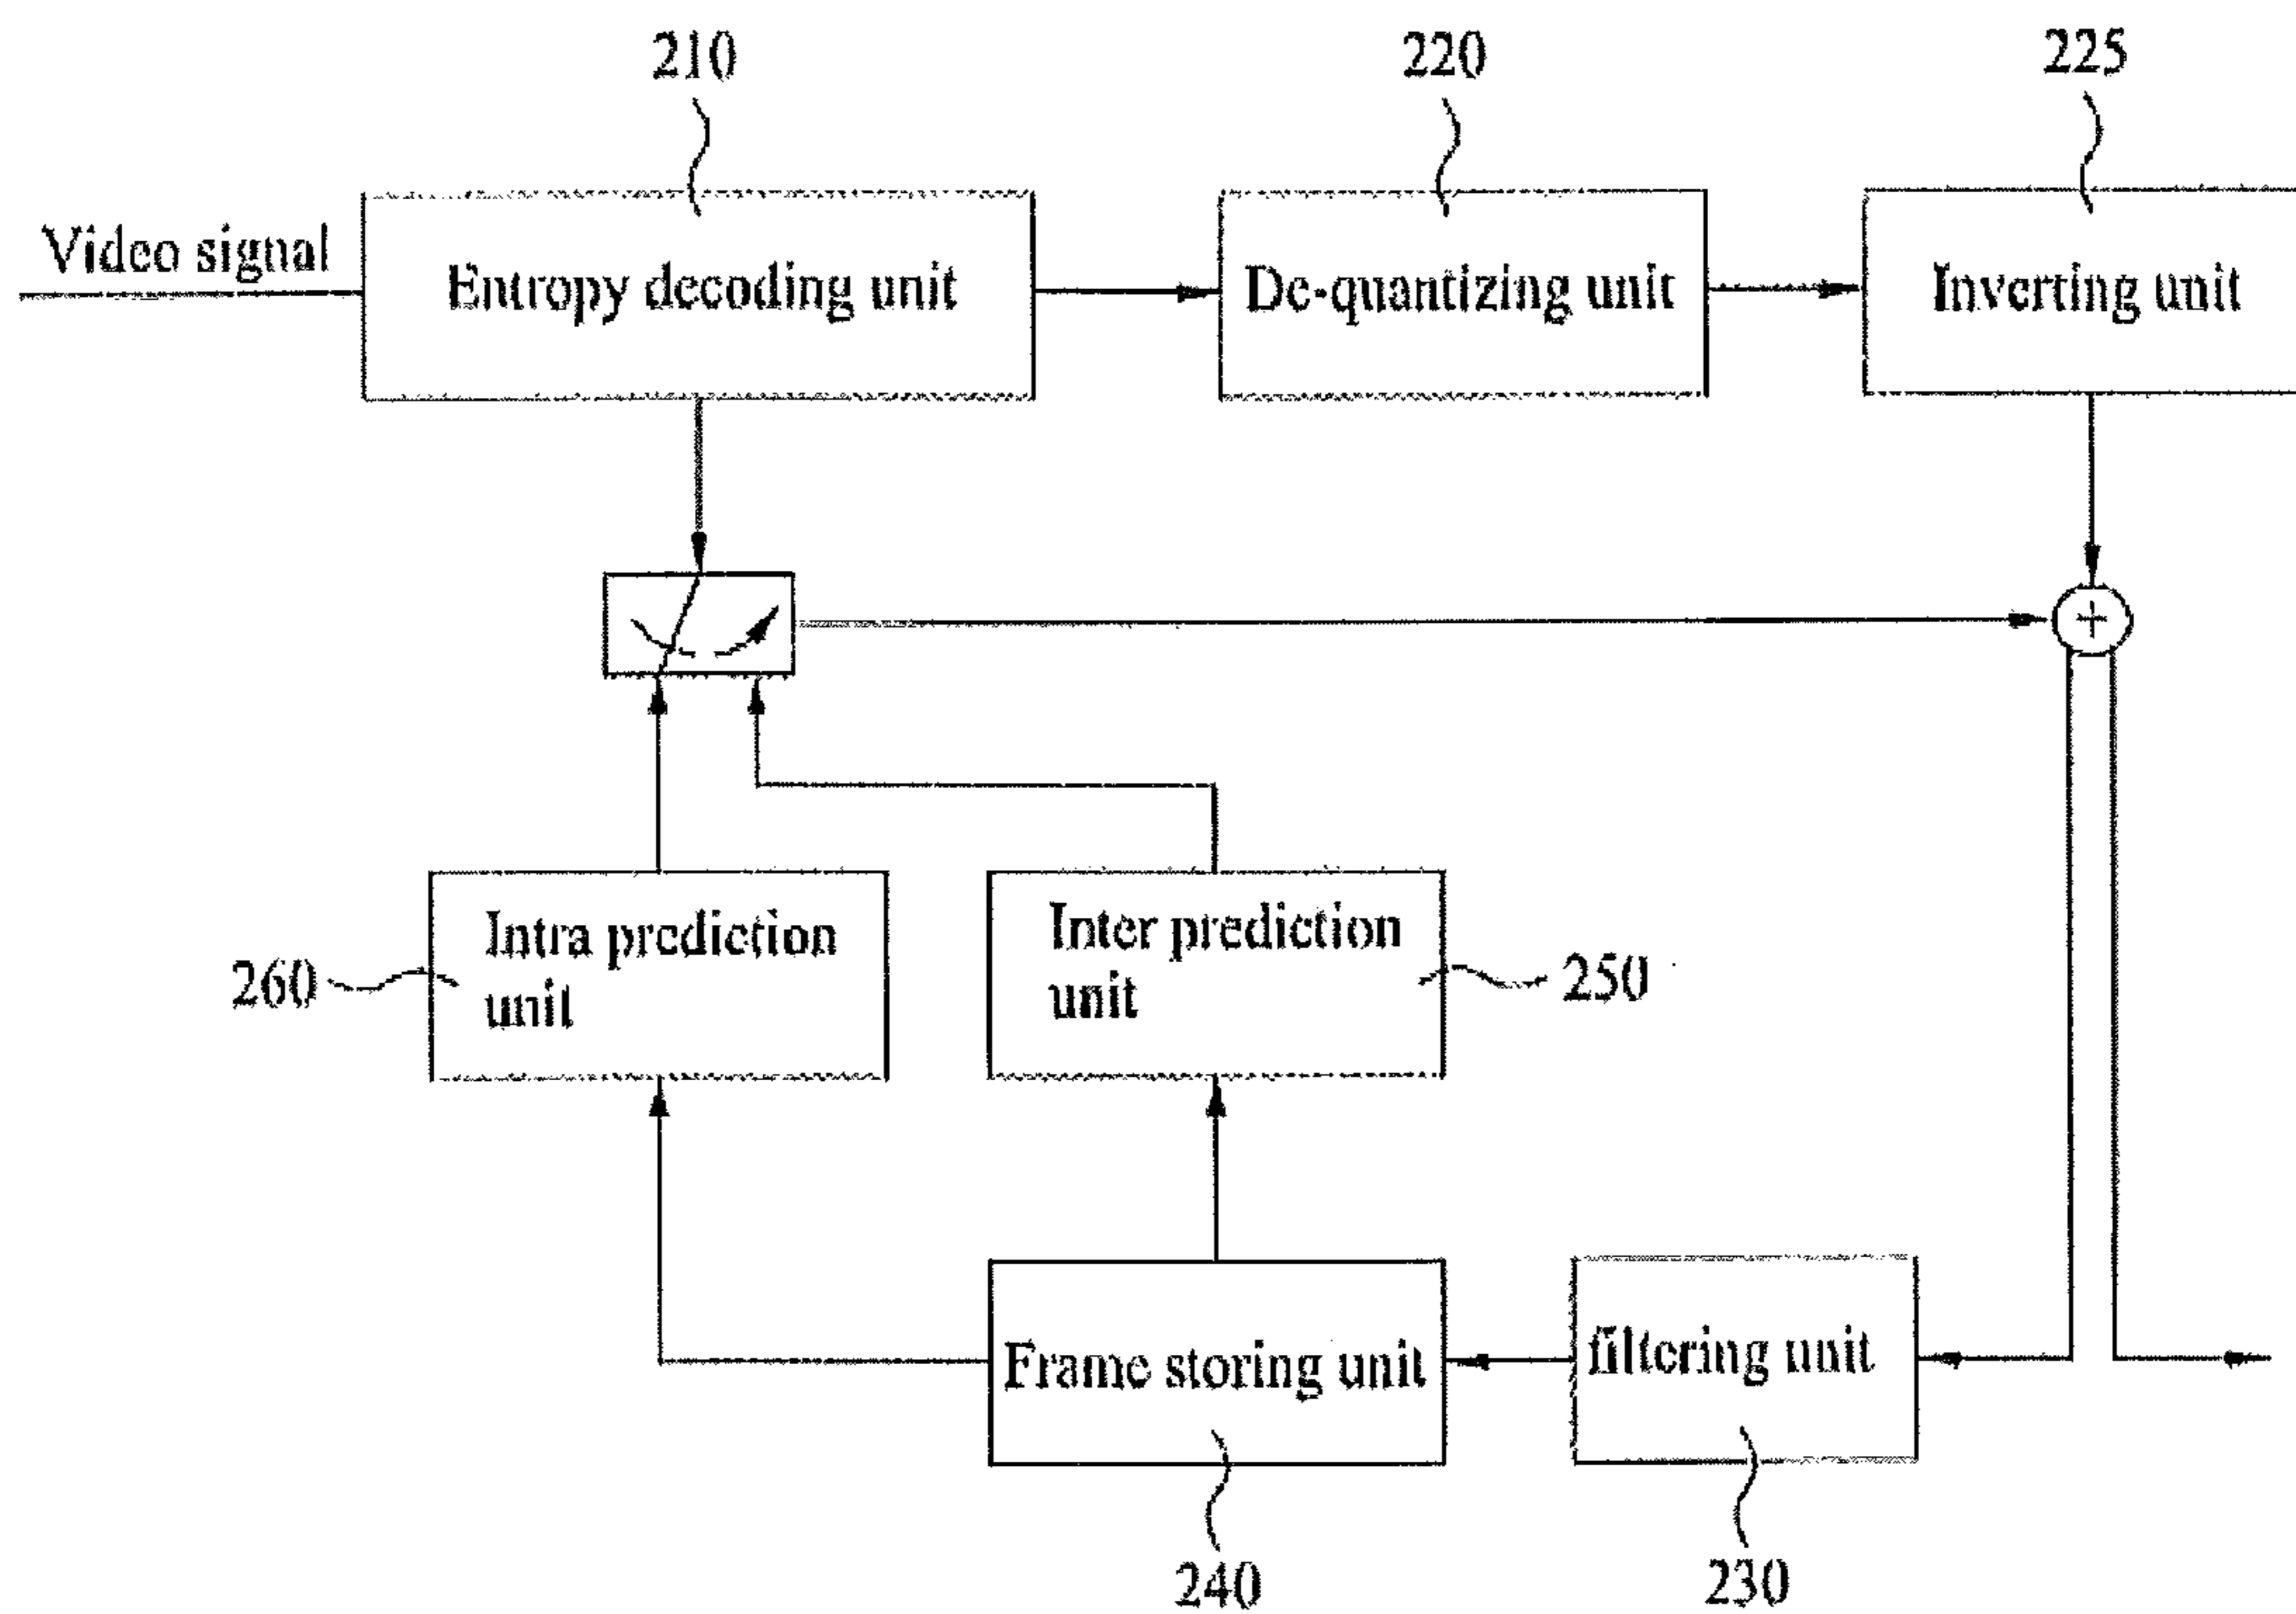 210
220
225
Video signal
Entropy decoding unit
De-quantizing unit
Inverting unit
+
Intra prediction
unit
260
Inter prediction
unit
250
Frame storing unit
filtering unit
240
230